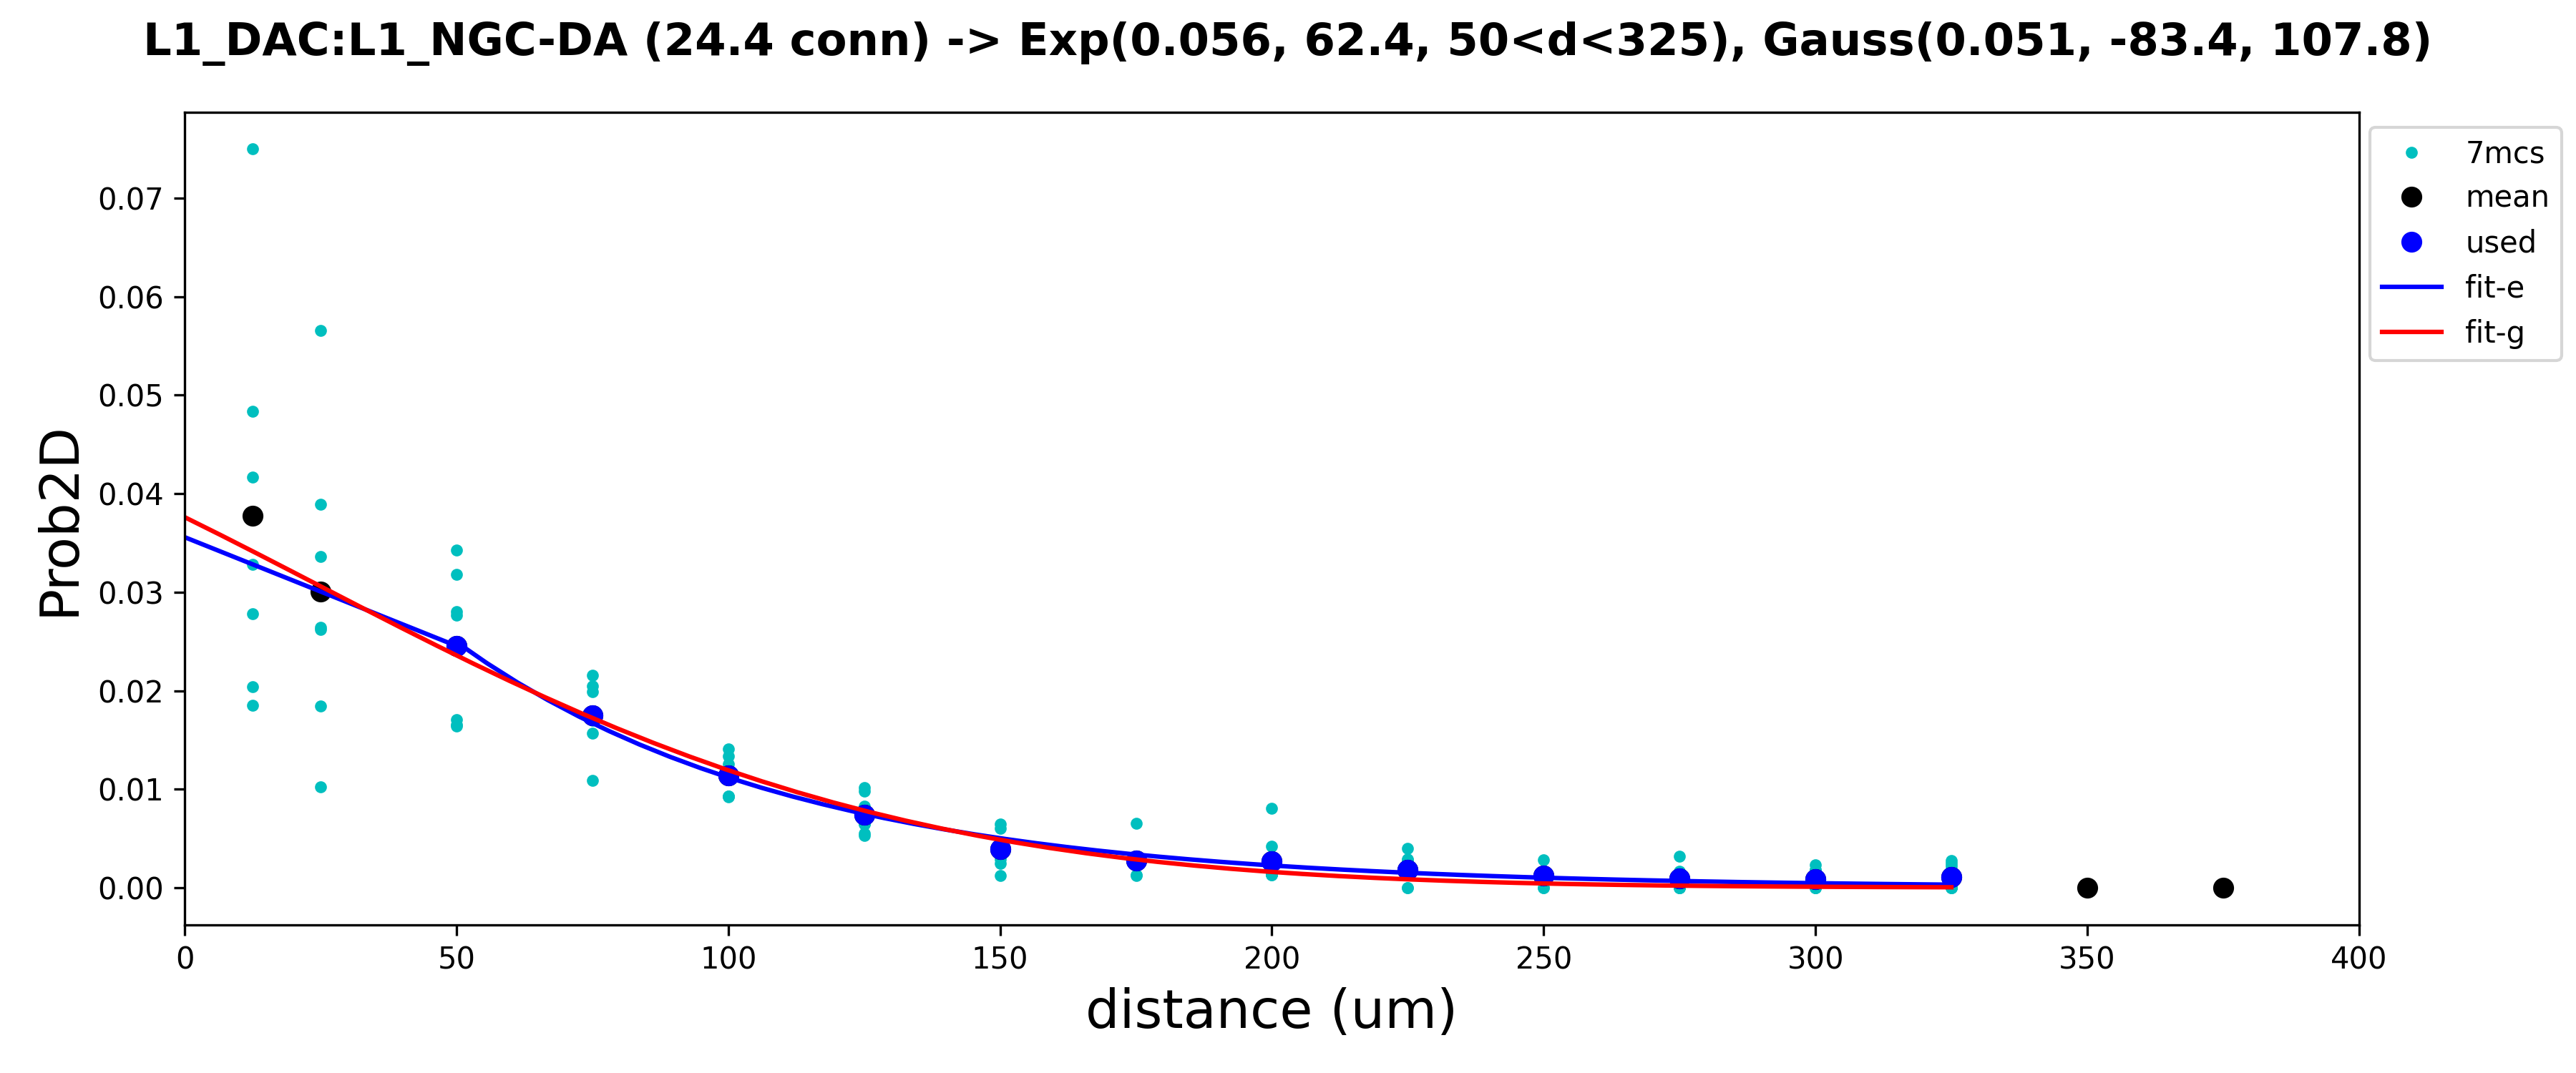 L1_DAC:L1_NGC-DA (24.4 conn) -> Exp(0.056, 62.4, 50<d<325), Gauss(0.051, -83.4, 107.8)
7mcs
mean
used
fit-e
fit-g
Prob2D
0.07
0.06
0.05
0.04
0.03
0.02
0.01
0.00
0 50 100 150 200 250 300 350 400
distance (um)